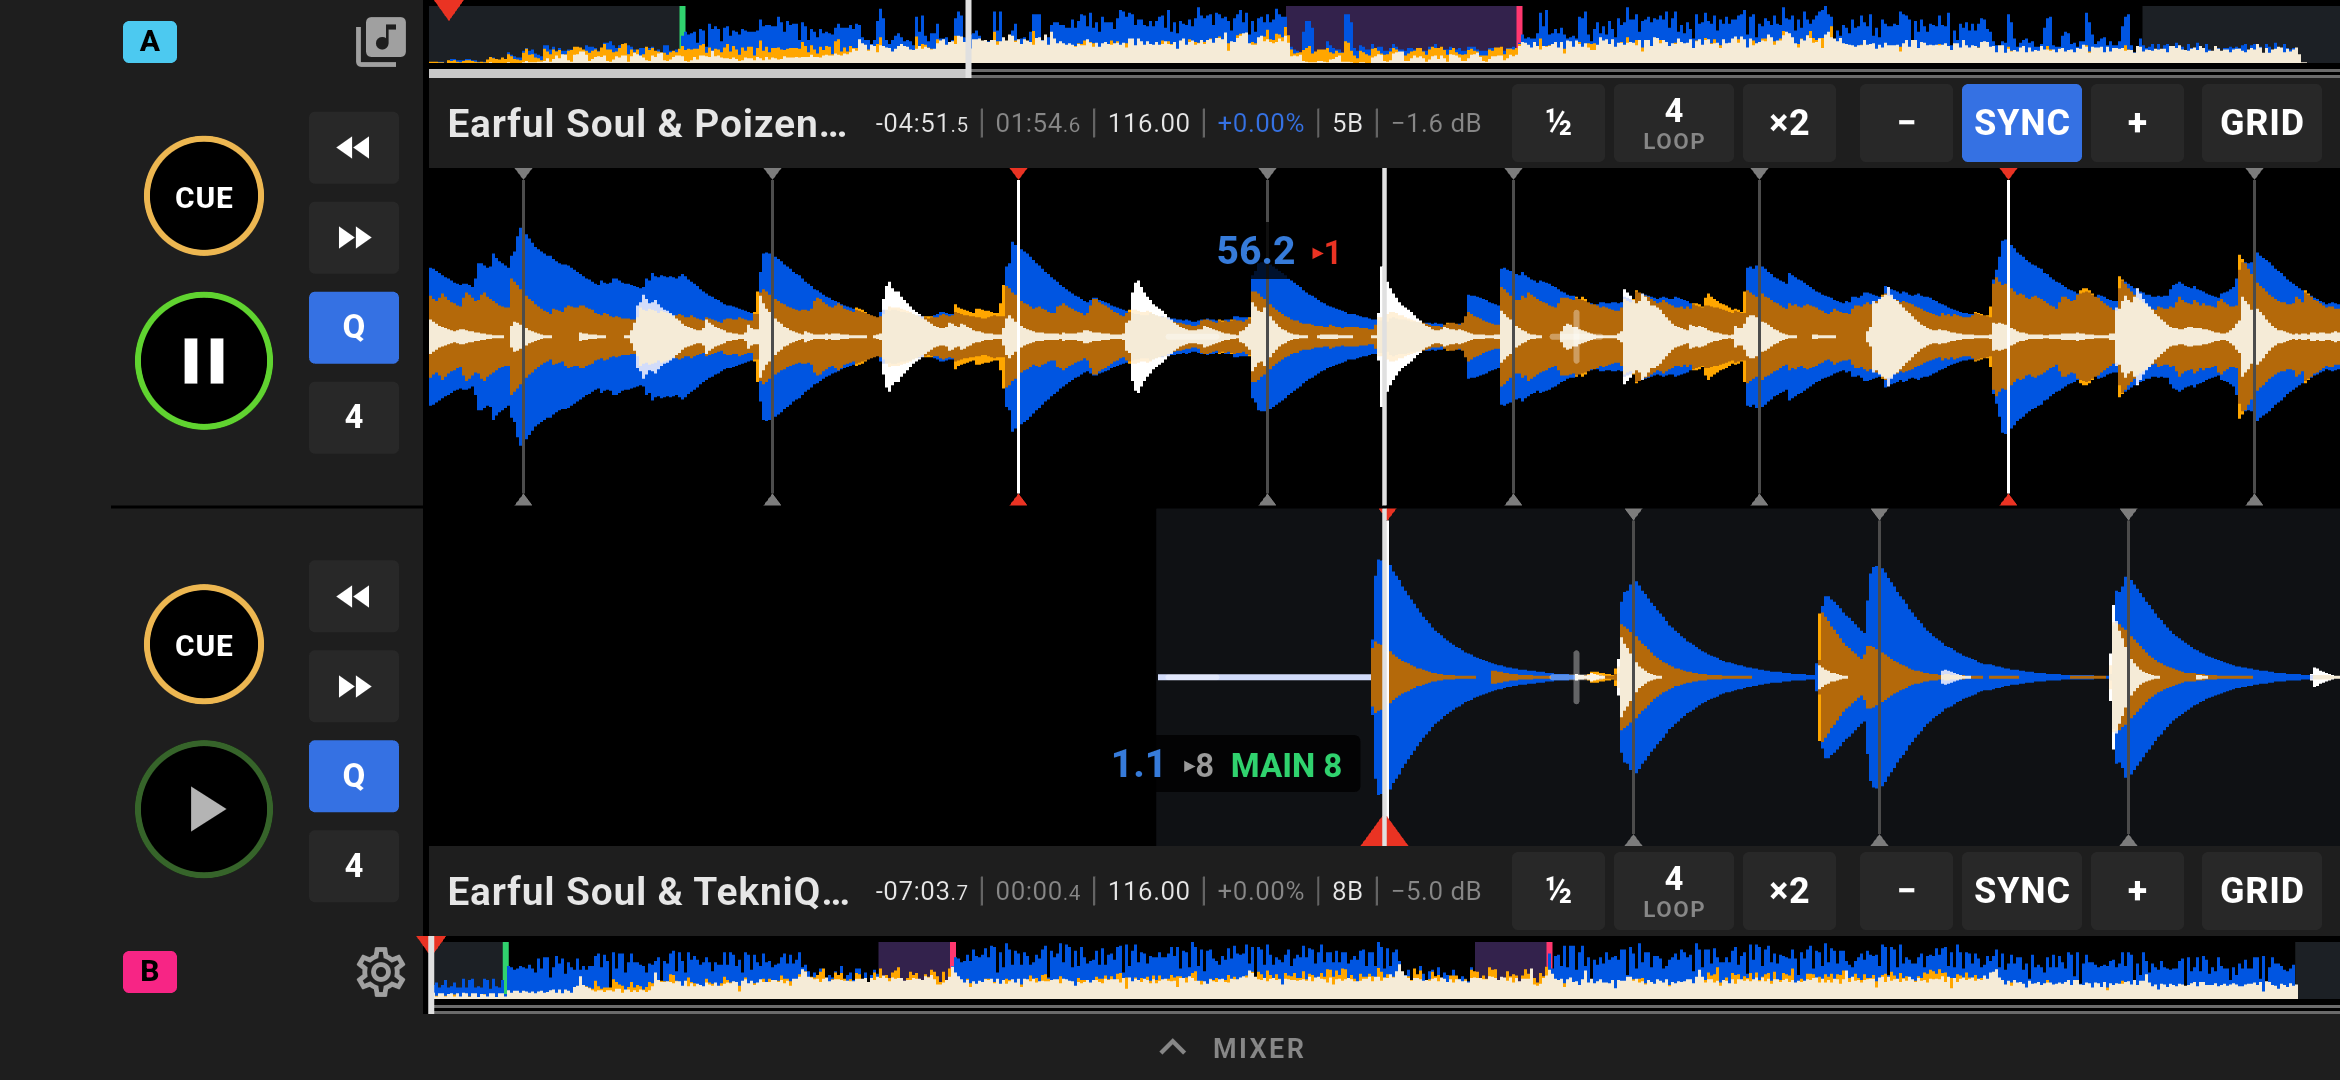 A
Earful Soul & Poizen… -04:51.5 | 01:54.6 | 116.00 | +0.00% | 5B | −1.6 dB ½ 4 LOOP ×2 − SYNC + GRID
CUE
56.2 ▸1
Q
4
CUE
Q
1.1 ▸8 MAIN 8
4
Earful Soul & TekniQ… -07:03.7 | 00:00.4 | 116.00 | +0.00% | 8B | −5.0 dB ½ 4 LOOP ×2 − SYNC + GRID
B
MIXER